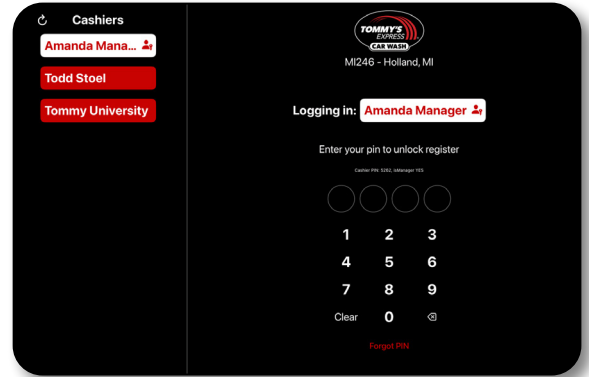 Cashiers
Amanda Mana...
Todd Stoel
Tommy University
TOMMY'S
EXPRESS
CAR WASH
MI246 - Holland, MI
Logging in: Amanda Manager
Enter your pin to unlock register
Cashier PIN: 5202, isManager YES
1 2 3
4 5 6
7 8 9
Clear 0
Forgot PIN